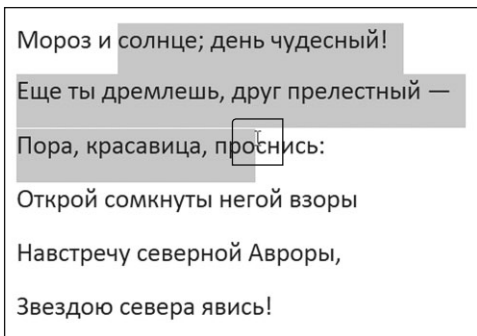 Мороз и солнце; день чудесный!
Еще ты дремлешь, друг прелестный —
Пора, красавица, проснись:
Открой сомкнуты негой взоры
Навстречу северной Авроры,
Звездою севера явись!